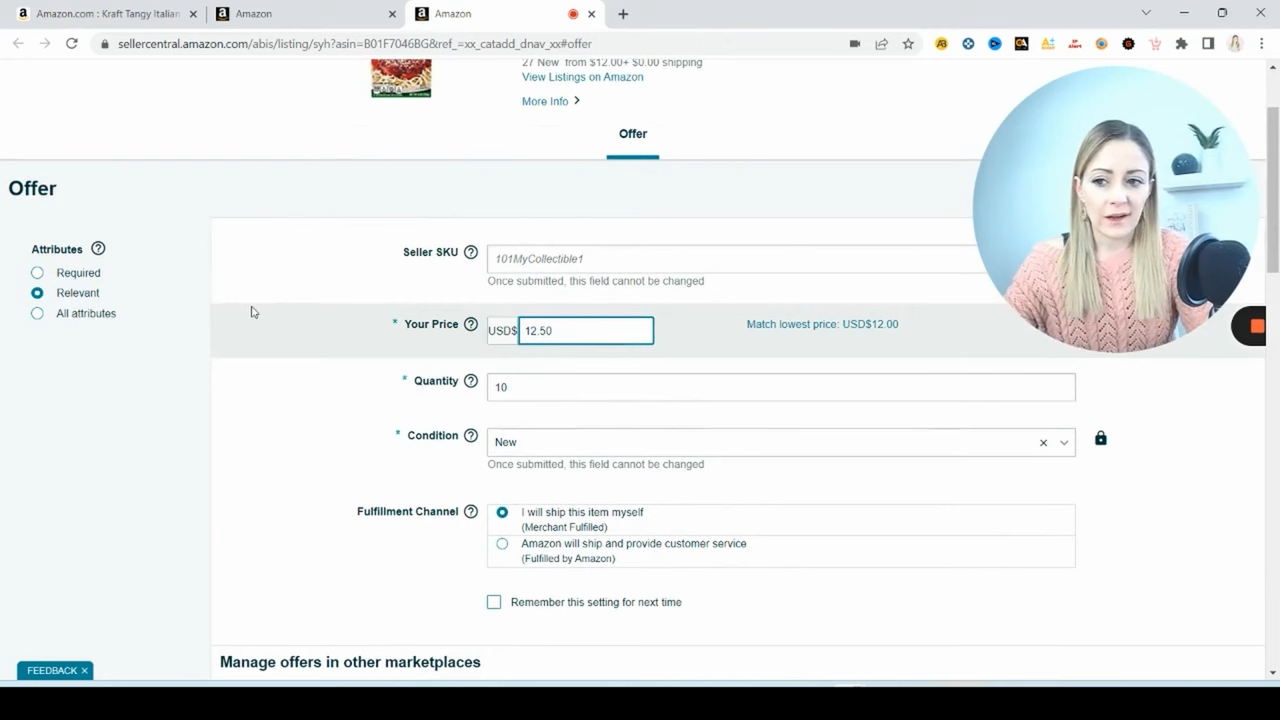 Amazon.com : Kraft Tangy Italian
Amazon
Amazon
sellercentral.amazon.com/abis/listing/syh?asin=B01F7046BG&ref_=xx_catadd_dnav_xx#offer
27 New from $12.00+ $0.00 shipping
View Listings on Amazon
More Info
Offer
Offer
Attributes
Required
Relevant
All attributes
Seller SKU
101MyCollectible1
Once submitted, this field cannot be changed
* Your Price
USD$
12.50
Match lowest price: USD$12.00
* Quantity
10
* Condition
New
Once submitted, this field cannot be changed
Fulfillment Channel
I will ship this item myself
(Merchant Fulfilled)
Amazon will ship and provide customer service
(Fulfilled by Amazon)
Remember this setting for next time
Manage offers in other marketplaces
FEEDBACK